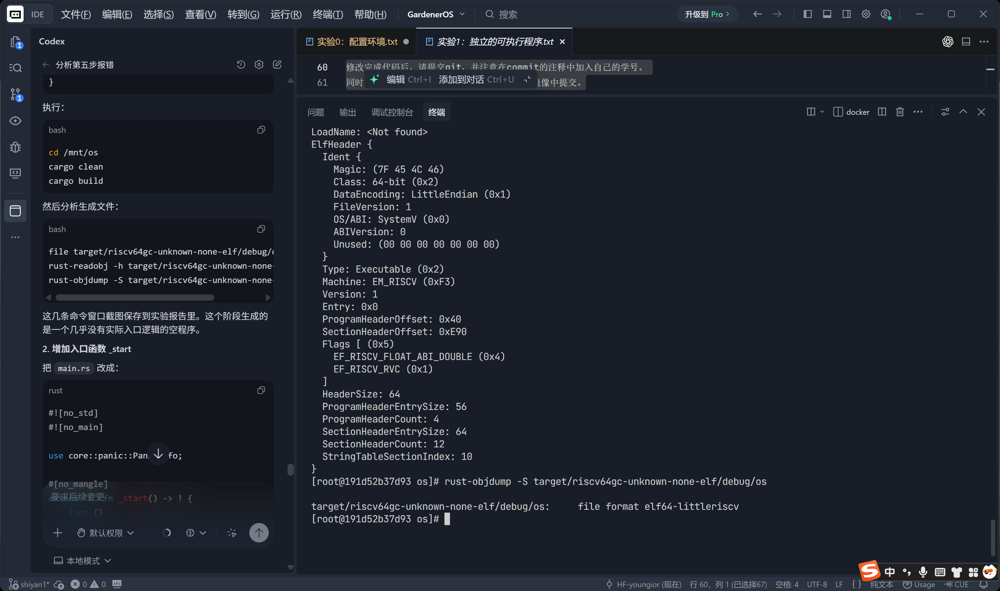 IDE 文件(F) 编辑(E) 选择(S) 查看(V) 转到(G) 运行(R) 终端(T) 帮助(H) GardenerOS 搜索 升级到 Pro
Codex
分析第五步报错
}
执行：
bash
cd /mnt/os
cargo clean
cargo build
然后分析生成文件：
bash
file target/riscv64gc-unknown-none-elf/debug/
rust-readobj -h target/riscv64gc-unknown-none-
rust-objdump -S target/riscv64gc-unknown-none-
这几条命令窗口截图保存到实验报告里。这个阶段生成的
是一个几乎没有实际入口逻辑的空程序。
2. 增加入口函数 _start
把 main.rs 改成：
rust
#![no_std]
#![no_main]
use core::panic::Pan fo;
#[no_mangle]
要求后续变更
fn _start() -> ! {
loop {}
默认权限
本地模式
实验0：配置环境.txt
实验1：独立的可执行程序.txt
60 修改完成代码后，请提交git，并注意在commit的注释中加入自己的学号。
61 同时 镜像中提交。
编辑 Ctrl+I 添加到对话 Ctrl+U
问题 输出 调试控制台 终端 docker
LoadName: <Not found>
ElfHeader {
Ident {
Magic: (7F 45 4C 46)
Class: 64-bit (0x2)
DataEncoding: LittleEndian (0x1)
FileVersion: 1
OS/ABI: SystemV (0x0)
ABIVersion: 0
Unused: (00 00 00 00 00 00 00)
}
Type: Executable (0x2)
Machine: EM_RISCV (0xF3)
Version: 1
Entry: 0x0
ProgramHeaderOffset: 0x40
SectionHeaderOffset: 0xE90
Flags [ (0x5)
EF_RISCV_FLOAT_ABI_DOUBLE (0x4)
EF_RISCV_RVC (0x1)
]
HeaderSize: 64
ProgramHeaderEntrySize: 56
ProgramHeaderCount: 4
SectionHeaderEntrySize: 64
SectionHeaderCount: 12
StringTableSectionIndex: 10
}
[root@191d52b37d93 os]# rust-objdump -S target/riscv64gc-unknown-none-elf/debug/os
target/riscv64gc-unknown-none-elf/debug/os: file format elf64-littleriscv
[root@191d52b37d93 os]#
中
shiyan1* 0 0 HF-youngior (现在) 行 60，列 1 (已选择67) 空格: 4 UTF-8 LF { } 纯文本 Usage CUE